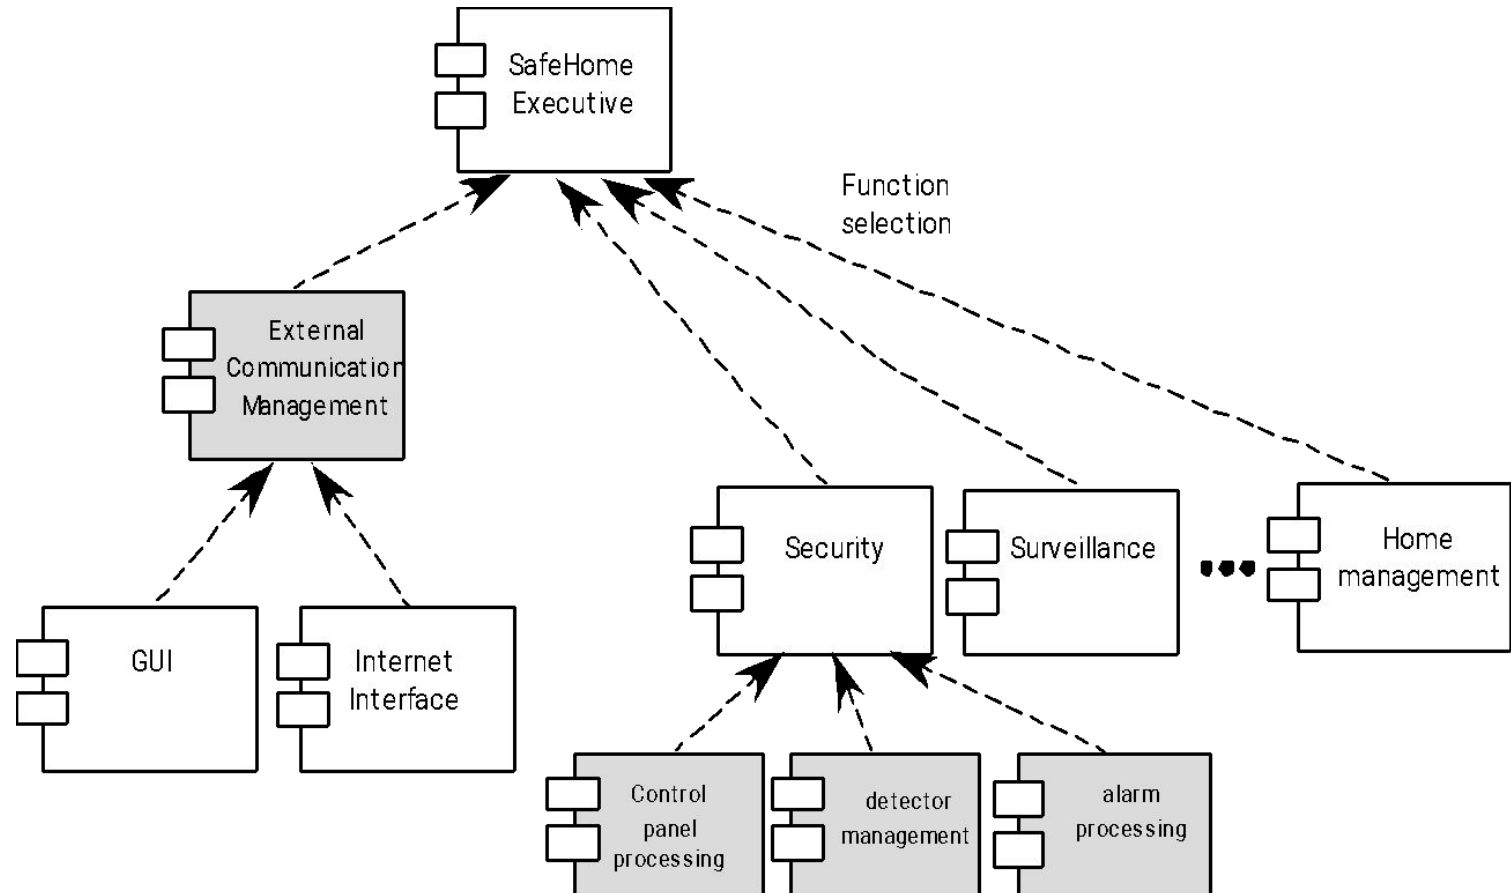 SafeHome
Executive
Function
selection
External
Communication
Management
Security
Surveillance
Home
management
GUI
Internet
Interface
Control
panel
processing
detector
management
alarm
processing